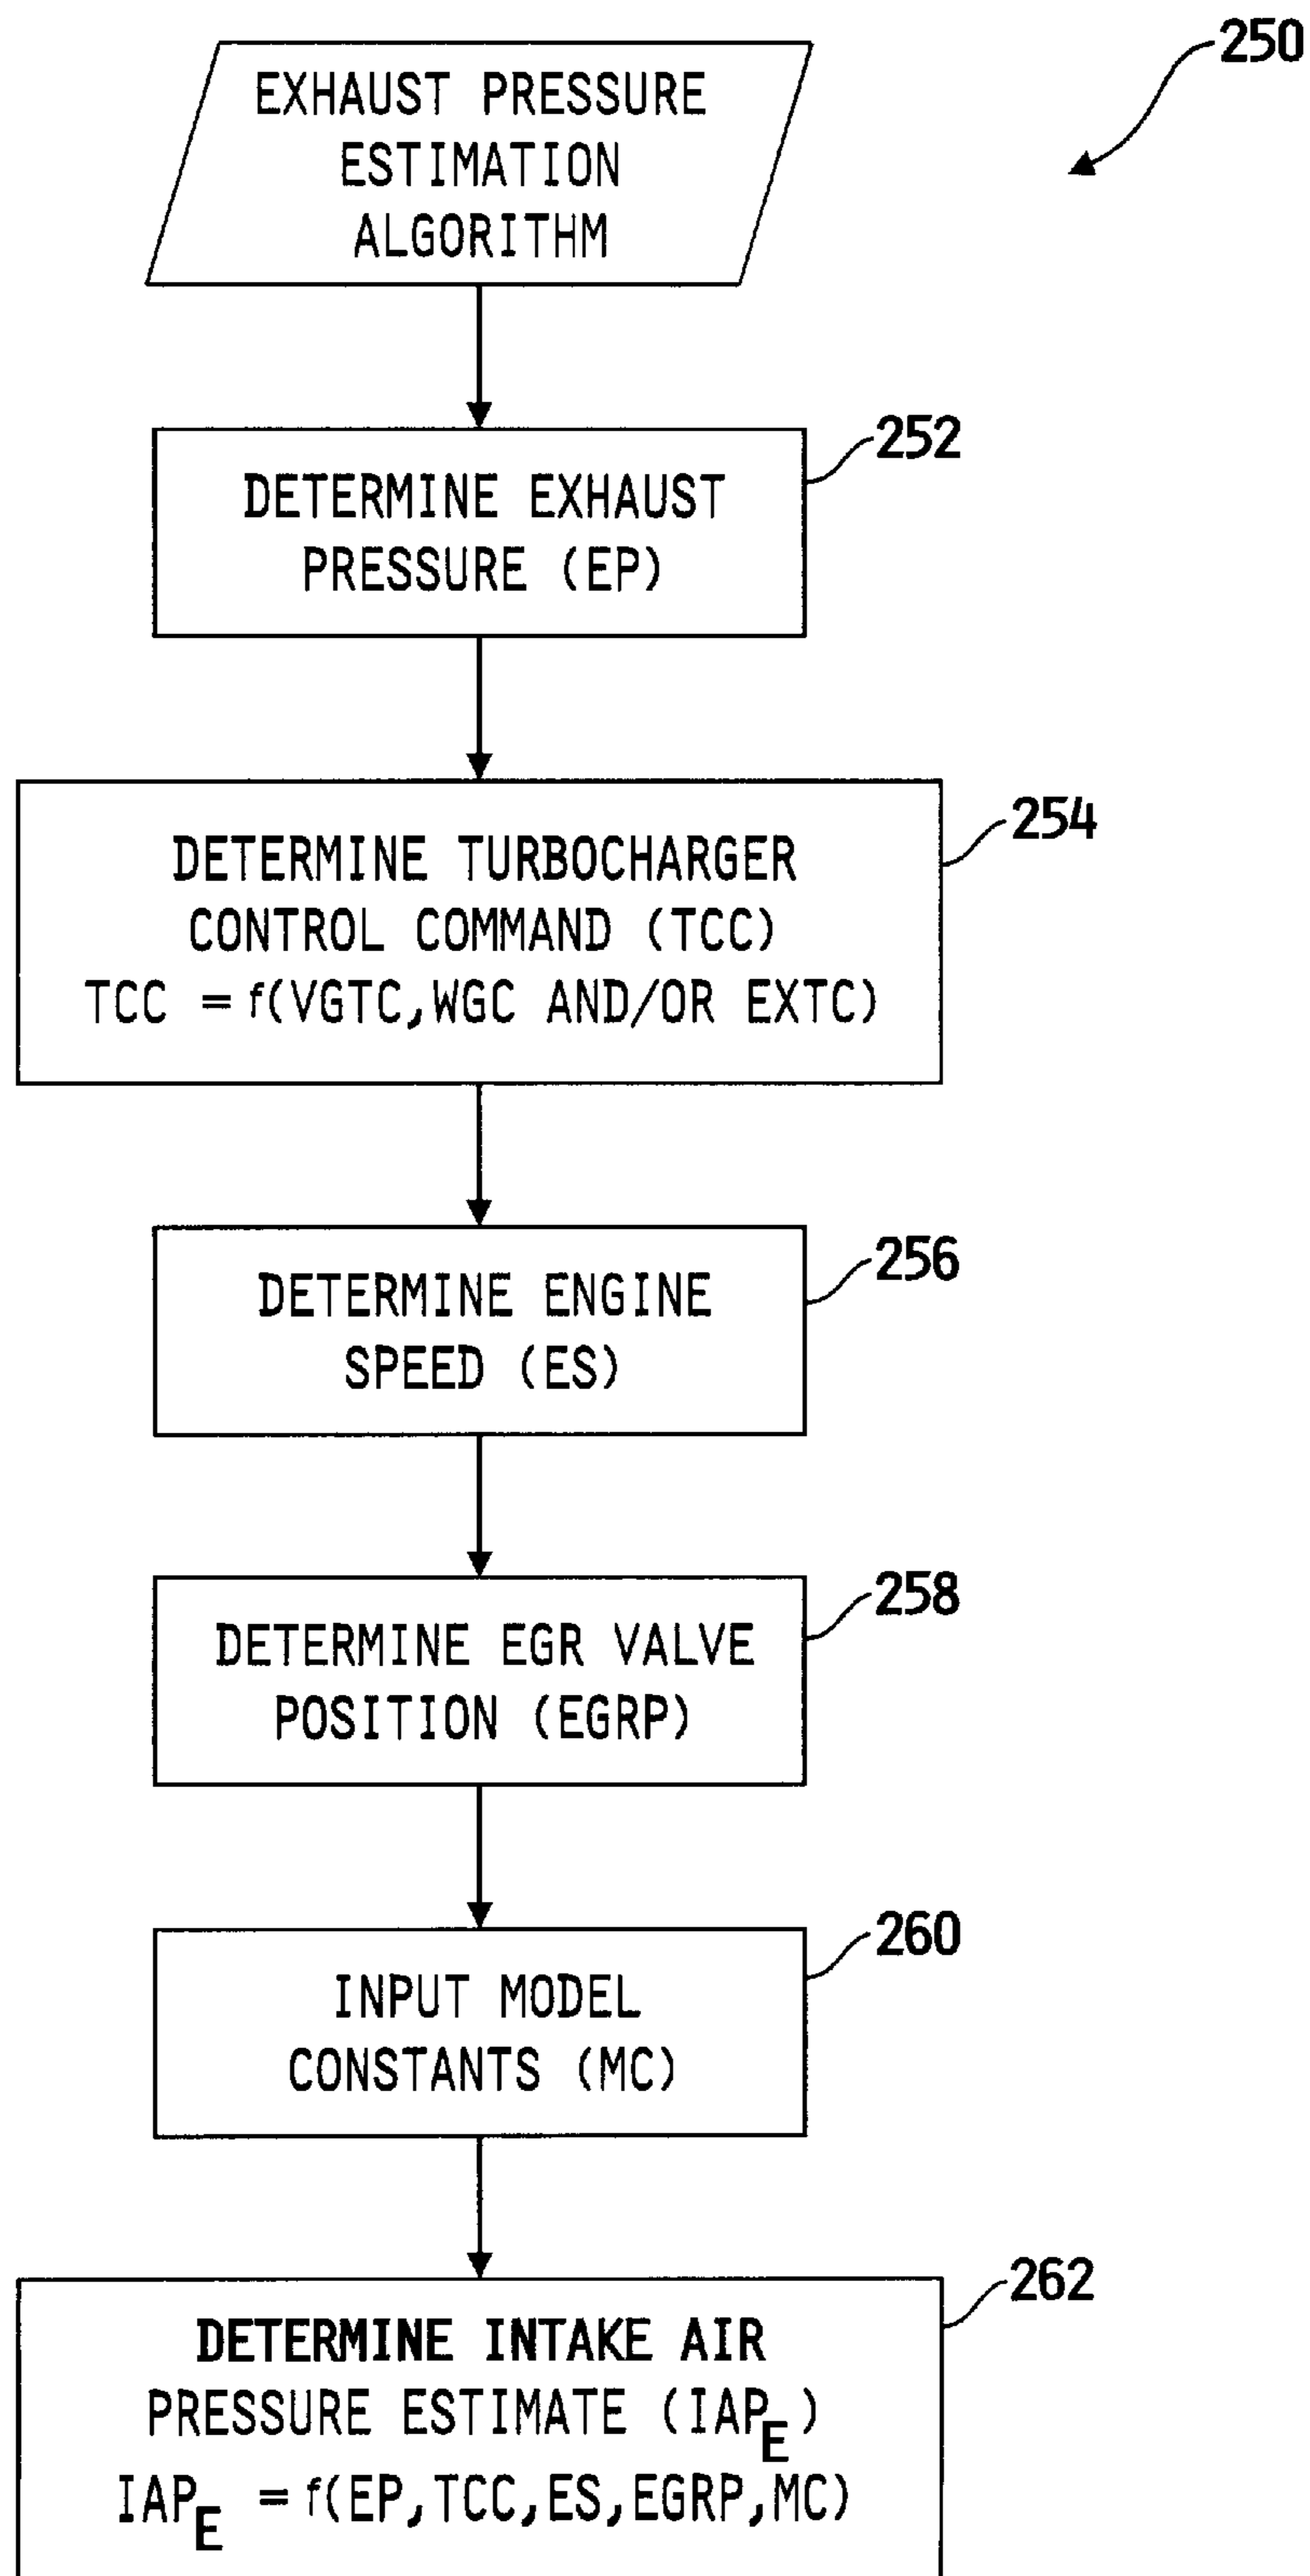 250
EXHAUST PRESSURE
ESTIMATION
ALGORITHM
252
DETERMINE EXHAUST
PRESSURE (EP)
254
DETERMINE TURBOCHARGER
CONTROL COMMAND (TCC)
TCC = f(VGTC,WGC AND/OR EXTC)
256
DETERMINE ENGINE
SPEED (ES)
258
DETERMINE EGR VALVE
POSITION (EGRP)
260
INPUT MODEL
CONSTANTS (MC)
262
DETERMINE INTAKE AIR
PRESSURE ESTIMATE (IAPE)
IAPE = f(EP,TCC,ES,EGRP,MC)